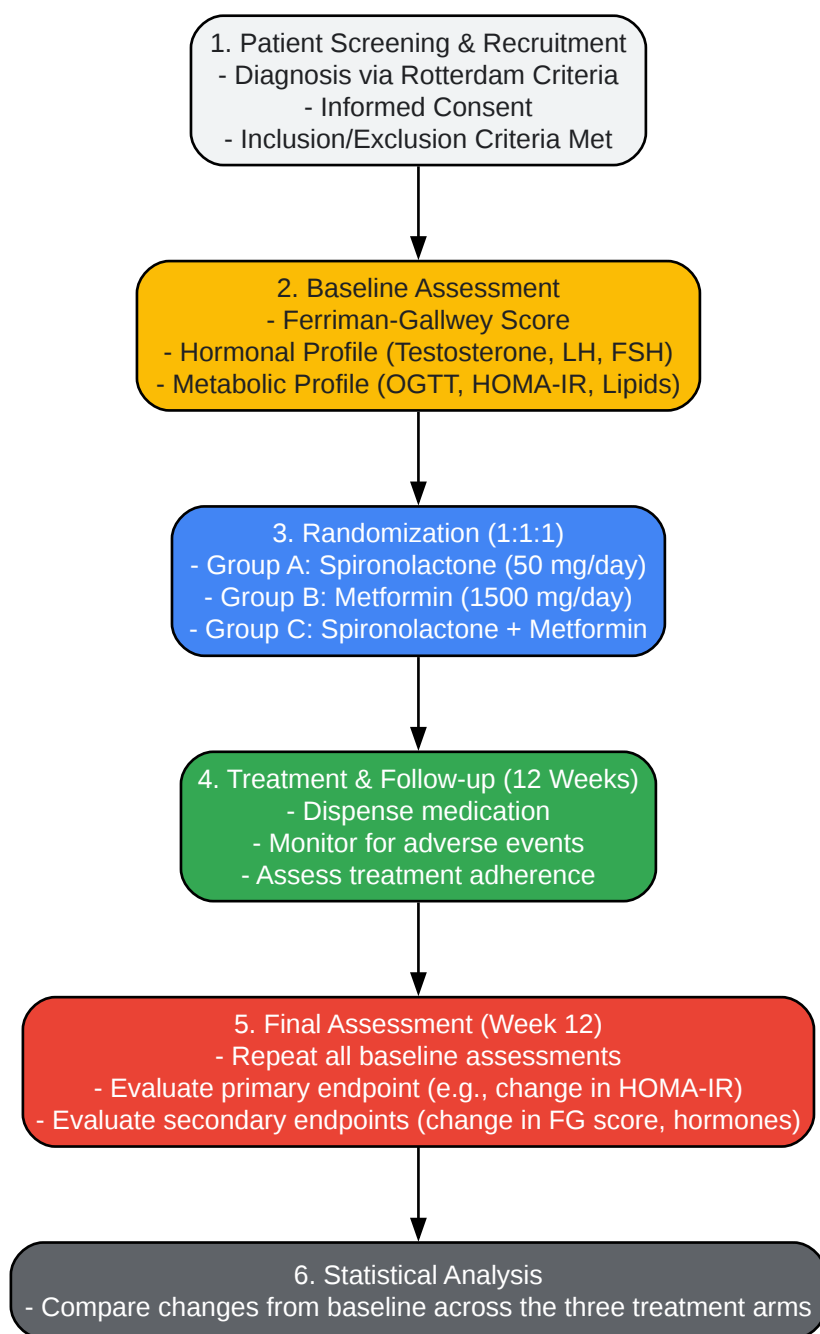 1. Patient Screening & Recruitment
- Diagnosis via Rotterdam Criteria
- Informed Consent
- Inclusion/Exclusion Criteria Met
2. Baseline Assessment
- Ferriman-Gallwey Score
- Hormonal Profile (Testosterone, LH, FSH)
- Metabolic Profile (OGTT, HOMA-IR, Lipids)
3. Randomization (1:1:1)
- Group A: Spironolactone (50 mg/day)
- Group B: Metformin (1500 mg/day)
- Group C: Spironolactone + Metformin
4. Treatment & Follow-up (12 Weeks)
- Dispense medication
- Monitor for adverse events
- Assess treatment adherence
5. Final Assessment (Week 12)
- Repeat all baseline assessments
- Evaluate primary endpoint (e.g., change in HOMA-IR)
- Evaluate secondary endpoints (change in FG score, hormones)
6. Statistical Analysis
- Compare changes from baseline across the three treatment arms